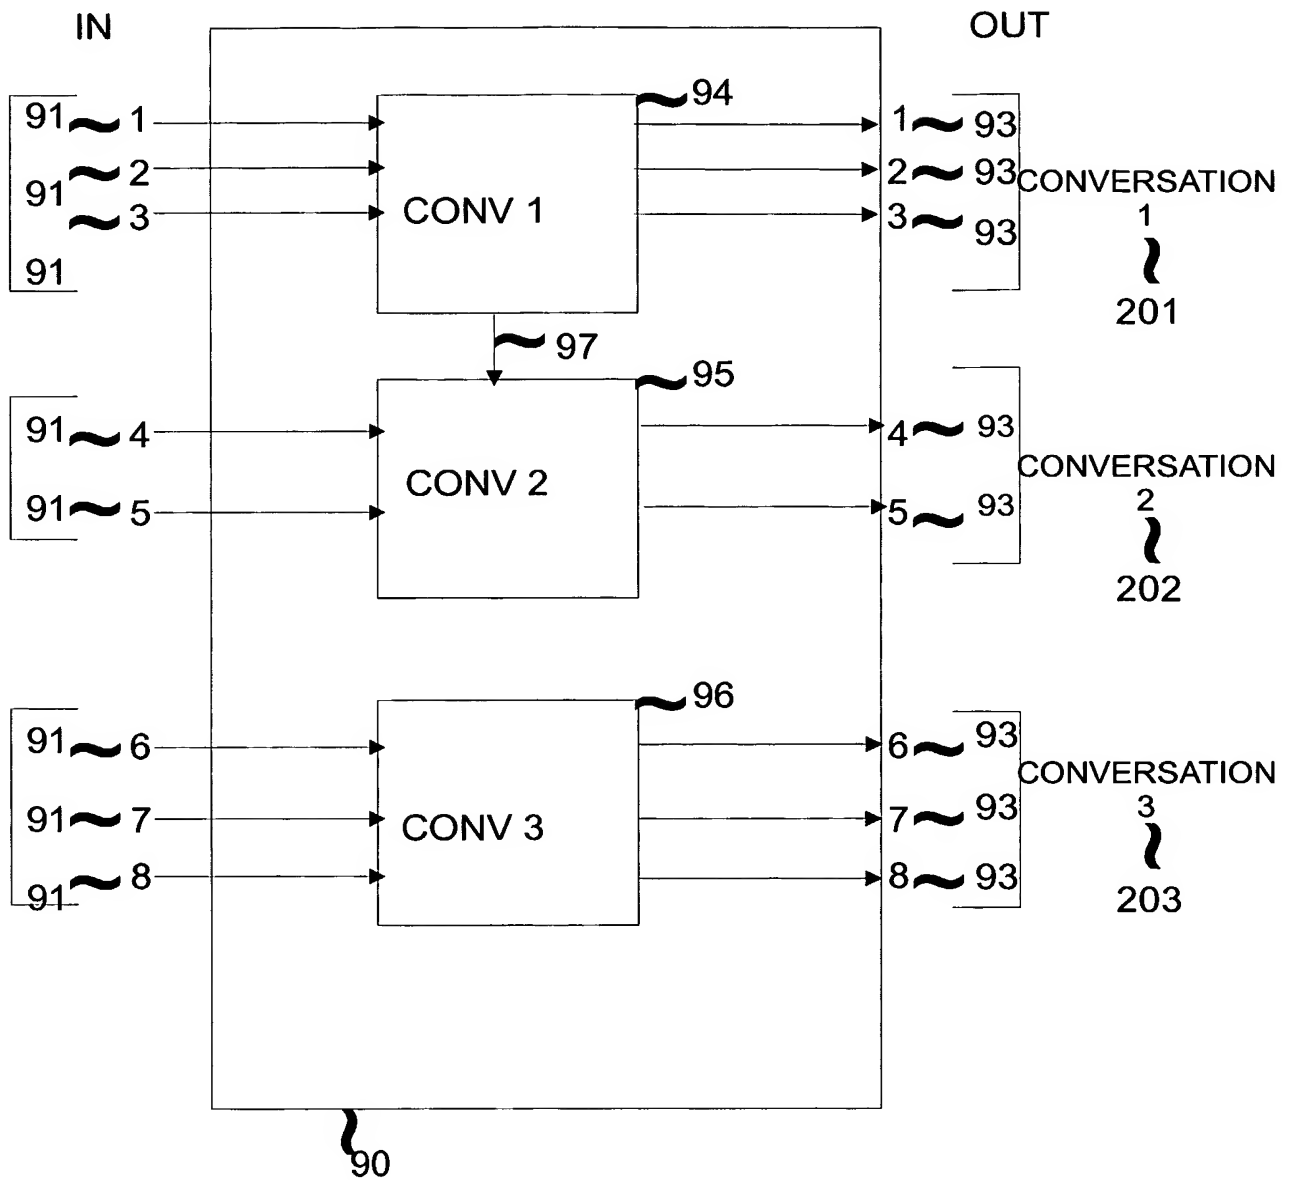 IN OUT
91 1 94 1 93
2 2 93
91 CONVERSATION
3 CONV 1 3 93 1
91
201
97
95
91 4 4 93
CONVERSATION
CONV 2 2
91 5 5 93
202
96
91 6 6 93
CONVERSATION
91 7 CONV 3 7 93 3
91 8 8 93
203
90